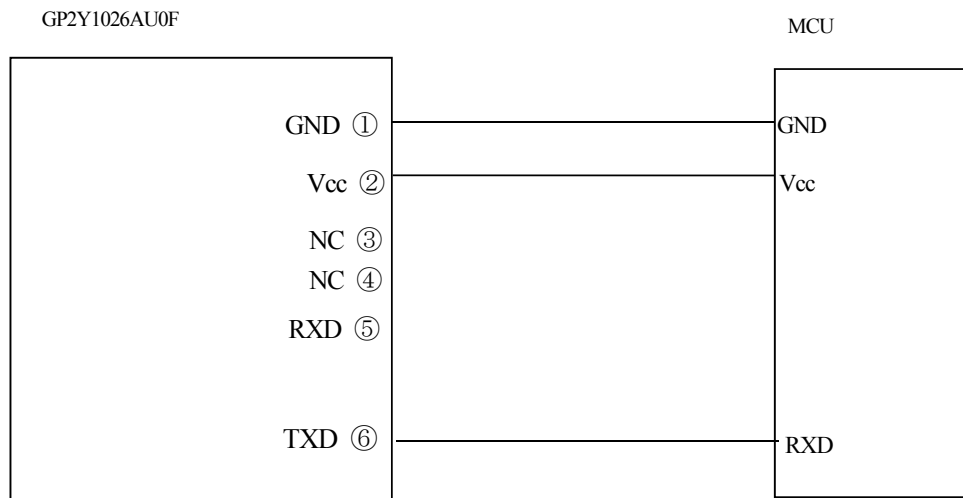 GP2Y1026AU0F
MCU
GND ①
GND
Vcc ②
Vcc
NC ③
NC ④
RXD ⑤
TXD ⑥
RXD